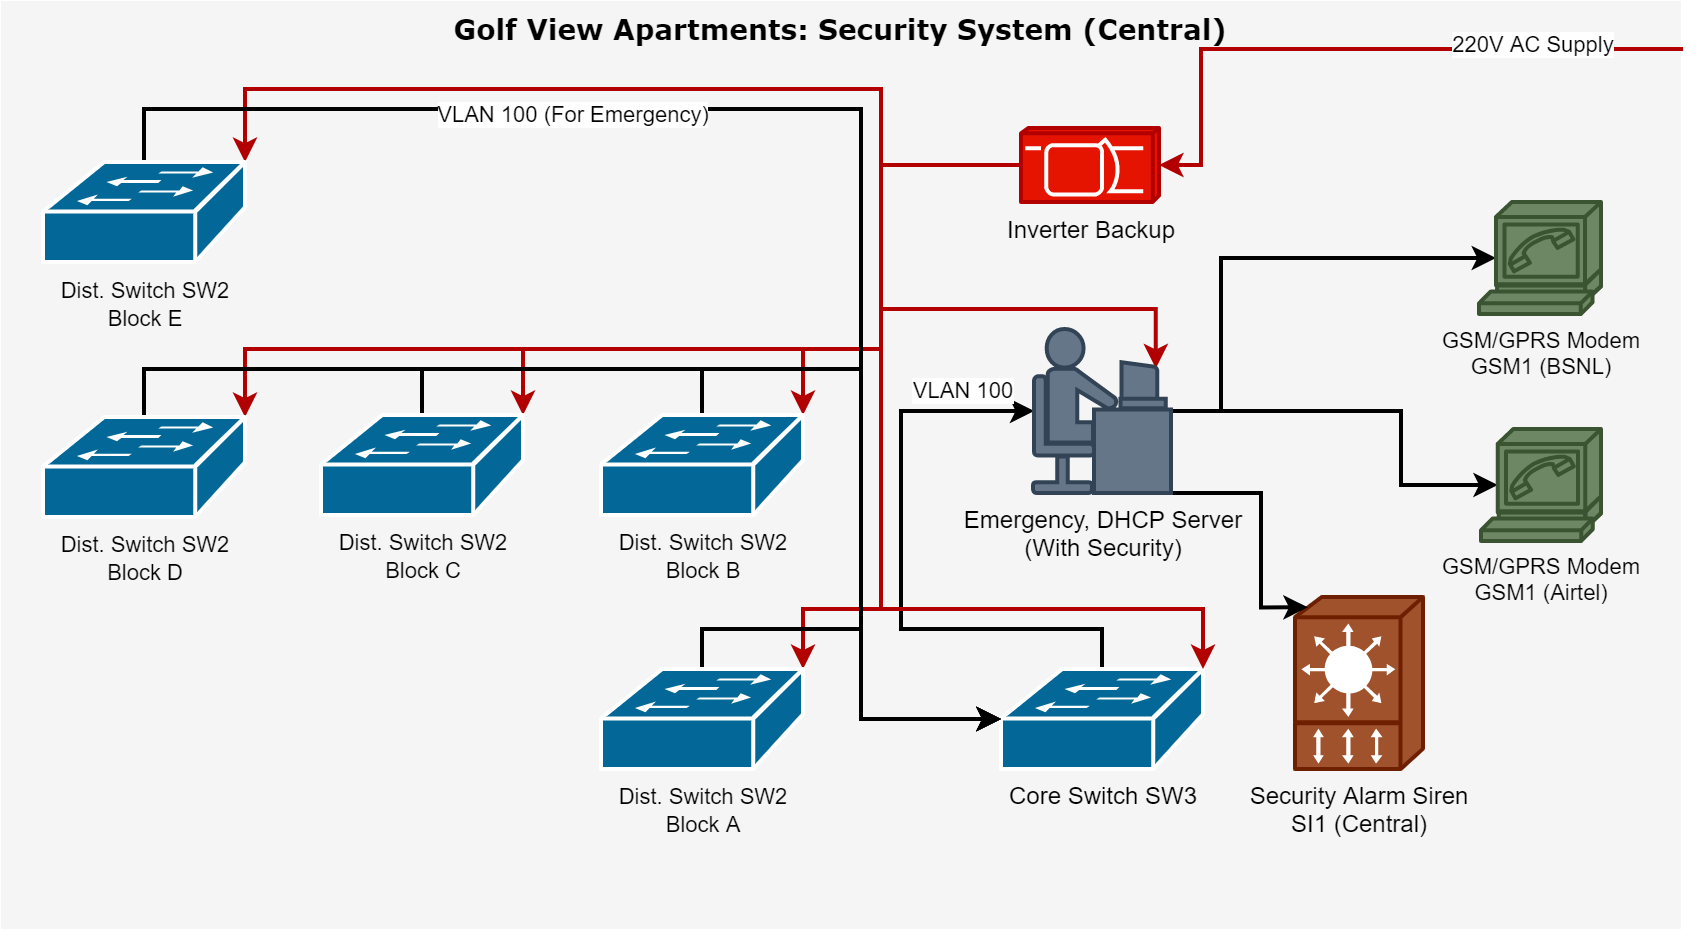 Golf View Apartments: Security System (Central)
220V AC Supply
VLAN 100 (For Emergency)
Inverter Backup
Dist. Switch SW2
Block E
GSM/GPRS Modem
GSM1 (BSNL)
VLAN 100
Emergency, DHCP Server
(With Security)
Dist. Switch SW2
Block D
Dist. Switch SW2
Block C
Dist. Switch SW2
Block B
GSM/GPRS Modem
GSM1 (Airtel)
Dist. Switch SW2
Block A
Core Switch SW3
Security Alarm Siren
SI1 (Central)